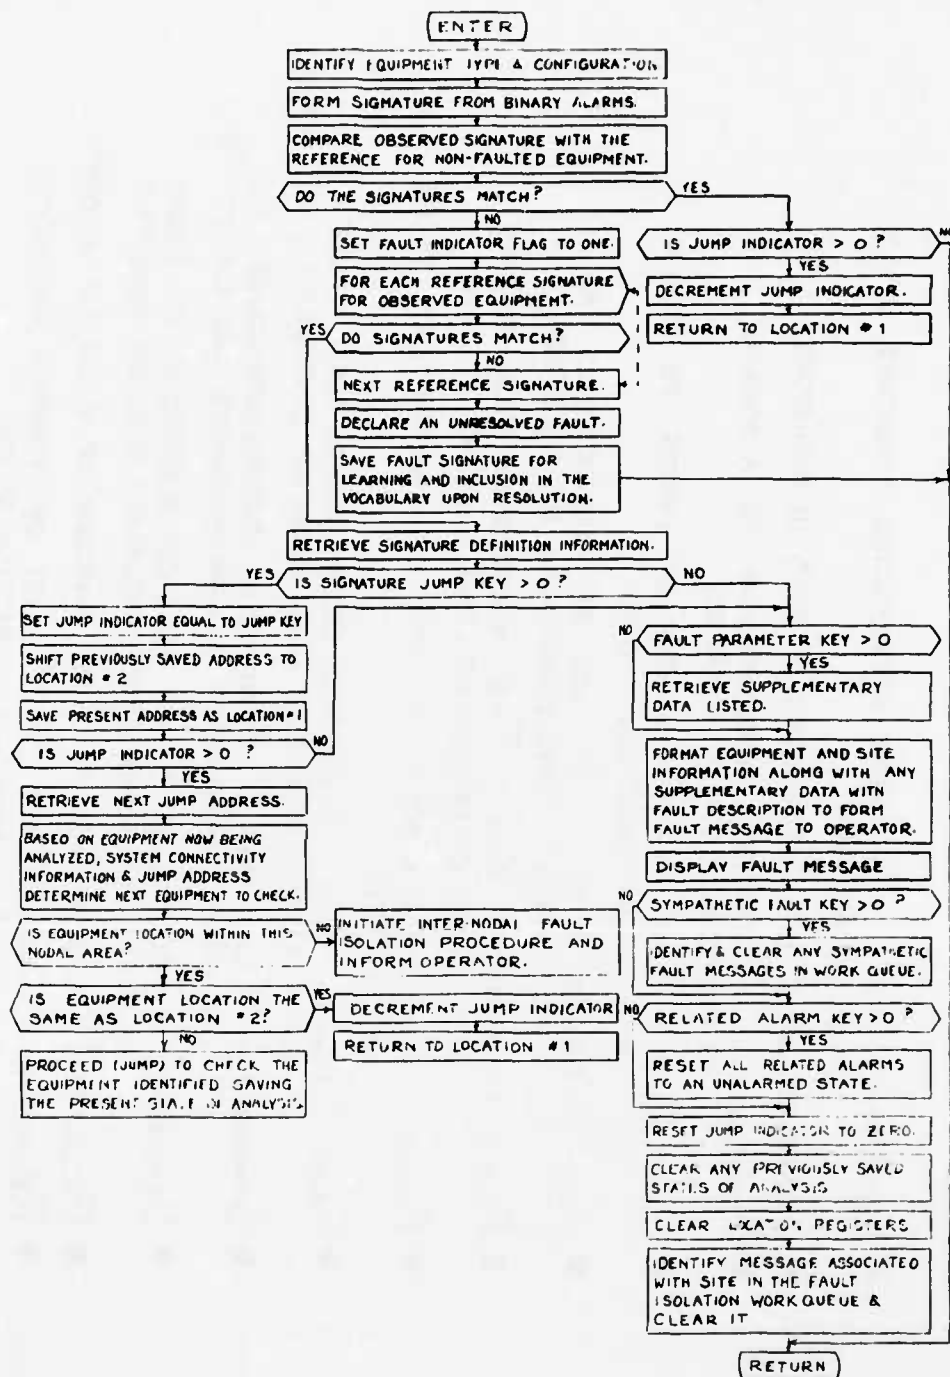 ENTER
IDENTIFY EQUIPMENT TYPE & CONFIGURATION
FORM SIGNATURE FROM BINARY ALARMS.
COMPARE OBSERVED SIGNATURE WITH THE
REFERENCE FOR NON-FAULTED EQUIPMENT.
DO THE SIGNATURES MATCH?
YES
NO
SET FAULT INDICATOR FLAG TO ONE.
IS JUMP INDICATOR > 0 ?
NO
YES
FOR EACH REFERENCE SIGNATURE
FOR OBSERVED EQUIPMENT.
DECREMENT JUMP INDICATOR.
RETURN TO LOCATION # 1
YES
DO SIGNATURES MATCH?
NO
NEXT REFERENCE SIGNATURE.
DECLARE AN UNRESOLVED FAULT.
SAVE FAULT SIGNATURE FOR
LEARNING AND INCLUSION IN THE
VOCABULARY UPON RESOLUTION.
RETRIEVE SIGNATURE DEFINITION INFORMATION.
YES
IS SIGNATURE JUMP KEY > 0 ?
NO
SET JUMP INDICATOR EQUAL TO JUMP KEY
SHIFT PREVIOUSLY SAVED ADDRESS TO
LOCATION # 2
SAVE PRESENT ADDRESS AS LOCATION #1
IS JUMP INDICATOR > 0 ?
NO
YES
RETRIEVE NEXT JUMP ADDRESS.
BASED ON EQUIPMENT NOW BEING
ANALYZED, SYSTEM CONNECTIVITY
INFORMATION & JUMP ADDRESS
DETERMINE NEXT EQUIPMENT TO CHECK.
IS EQUIPMENT LOCATION WITHIN THIS
NODAL AREA?
NO
INITIATE INTER-NODAL FAULT
ISOLATION PROCEDURE AND
INFORM OPERATOR.
YES
IS EQUIPMENT LOCATION THE
SAME AS LOCATION #2?
YES
DECREMENT JUMP INDICATOR
RETURN TO LOCATION # 1
NO
PROCEED (JUMP) TO CHECK THE
EQUIPMENT IDENTIFIED SAVING
THE PRESENT STATE IN ANALYSIS
NO
FAULT PARAMETER KEY > 0
YES
RETRIEVE SUPPLEMENTARY
DATA LISTED.
FORMAT EQUIPMENT AND SITE
INFORMATION ALONG WITH ANY
SUPPLEMENTARY DATA WITH
FAULT DESCRIPTION TO FORM
FAULT MESSAGE TO OPERATOR.
DISPLAY FAULT MESSAGE
NO
SYMPATHETIC FAULT KEY > 0 ?
YES
IDENTIFY & CLEAR ANY SYMPATHETIC
FAULT MESSAGES IN WORK QUEUE.
NO
RELATED ALARM KEY > 0 ?
YES
RESET ALL RELATED ALARMS
TO AN UNALARMED STATE.
RESET JUMP INDICATOR TO ZERO.
CLEAR ANY PREVIOUSLY SAVED
STATES OF ANALYSIS
CLEAR LOCATION REGISTERS
IDENTIFY MESSAGE ASSOCIATED
WITH SITE IN THE FAULT
ISOLATION WORK QUEUE &
CLEAR IT
RETURN